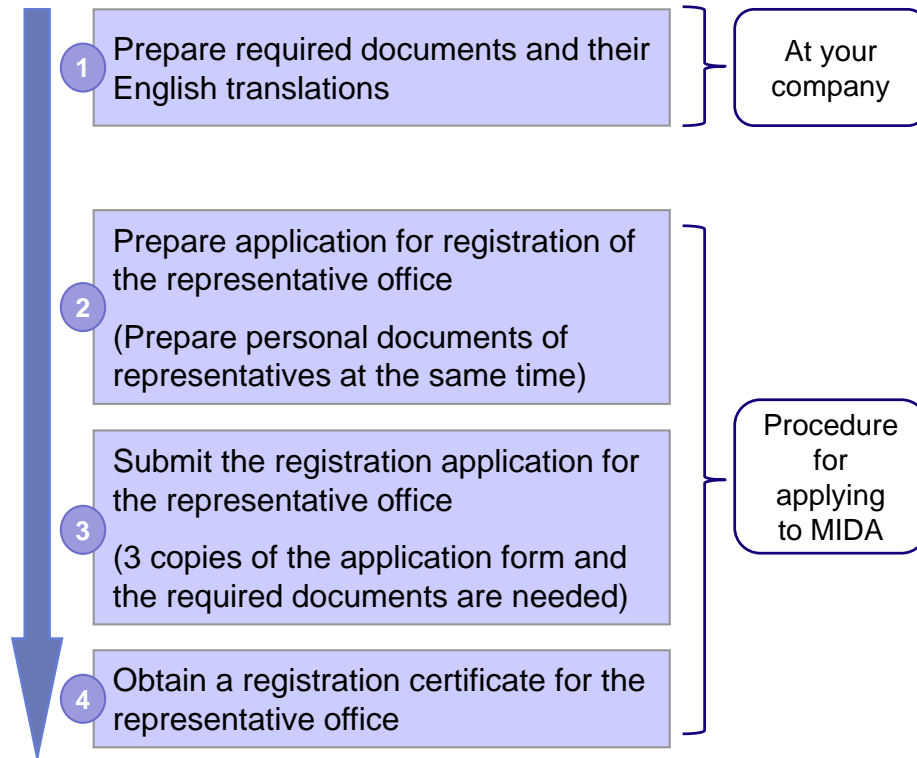 1
Prepare required documents and their
English translations
At your
company
2
Prepare application for registration of
the representative office
(Prepare personal documents of
representatives at the same time)
3
Submit the registration application for
the representative office
(3 copies of the application form and
the required documents are needed)
Procedure
for
applying
to MIDA
4
Obtain a registration certificate for the
representative office